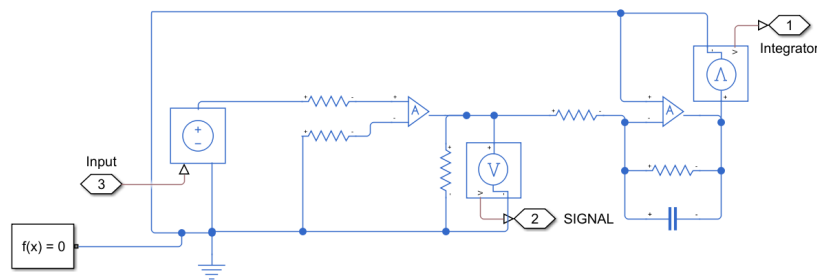 1
Integrator
A
A
Λ
Input
3
V
2
SIGNAL
f(x) = 0